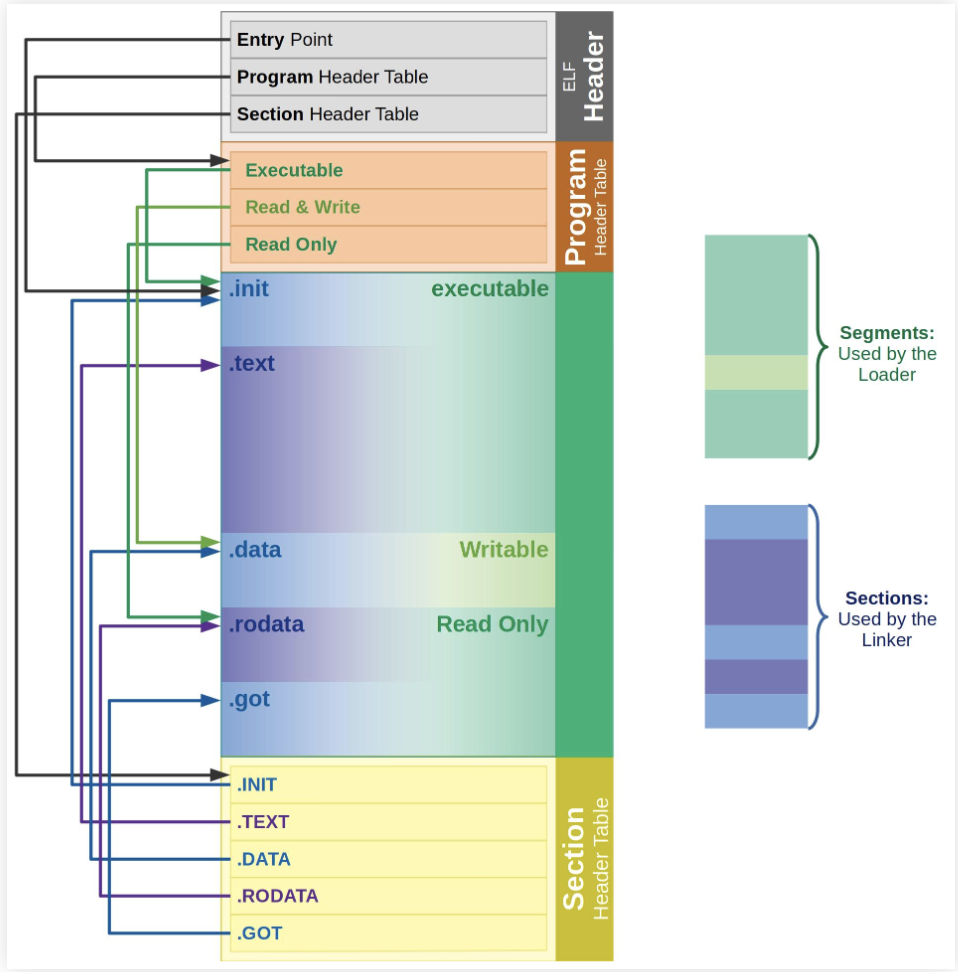 Entry Point
Program Header Table
Section Header Table
ELF
Header
Executable
Read & Write
Read Only
Program
Header Table
.init
executable
.text
.data
Writable
.rodata
Read Only
.got
.INIT
.TEXT
.DATA
.RODATA
.GOT
Section
Header Table
Segments:
Used by the
Loader
Sections:
Used by the
Linker